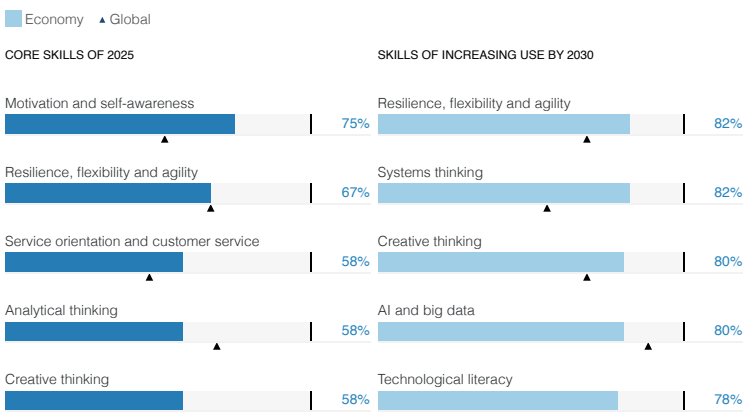 Economy Global
CORE SKILLS OF 2025
Motivation and self-awareness
75%
Resilience, flexibility and agility
67%
Service orientation and customer service
58%
Analytical thinking
58%
Creative thinking
58%
SKILLS OF INCREASING USE BY 2030
Resilience, flexibility and agility
82%
Systems thinking
82%
Creative thinking
80%
AI and big data
80%
Technological literacy
78%